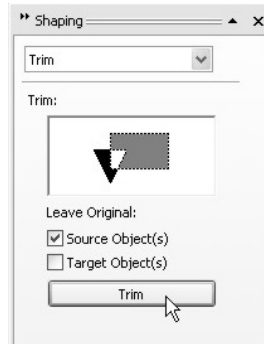 Shaping
Trim
Trim:
Leave Original:
Source Object(s)
Target Object(s)
Trim